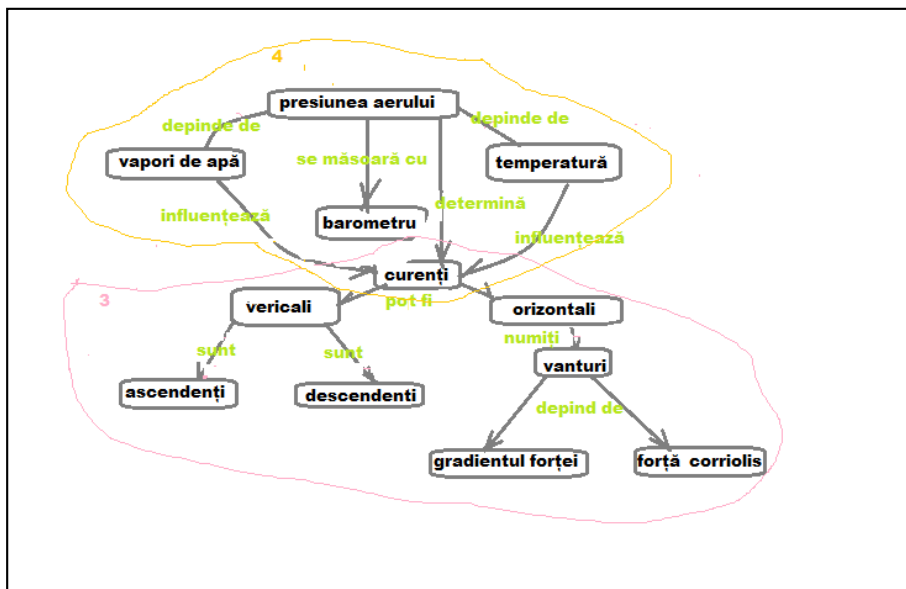 4
presiunea aerului
depinde de
depinde de
vapori de apă
se măsoară cu
temperatură
influențează
barometru
determină
influențează
curenți
3
vericali
pot fi
orizontali
sunt
sunt
numiți
vanturi
ascendenți
descendenti
depind de
gradientul forței
forță corriolis